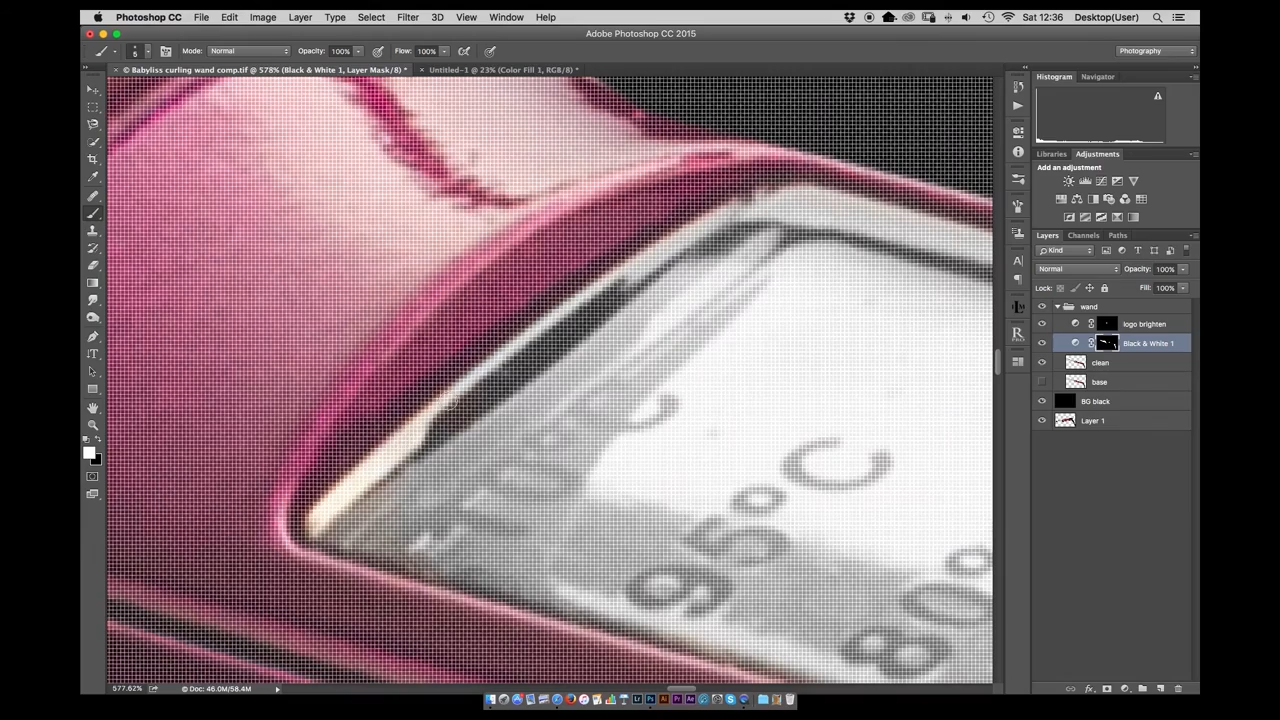 Photoshop CC File Edit Image Layer Type Select Filter 3D View Window Help Sat 12:36 Desktop(User)
Adobe Photoshop CC 2015
5 Mode: Normal Opacity: 100% Flow: 100% Photography
× © Babyliss curling wand comp.tif @ 578% (Black & White 1, Layer Mask/8) * × Untitled-1 @ 23% (Color Fill 1, RGB/8) *
Histogram Navigator
Libraries Adjustments
Add an adjustment
Layers Channels Paths
Kind
Normal Opacity: 100%
Lock: Fill: 100%
wand
logo brighten
Black & White 1
clean
base
BG black
Layer 1
110°C
95°C
80°
577.62% Doc: 46.0M/58.4M